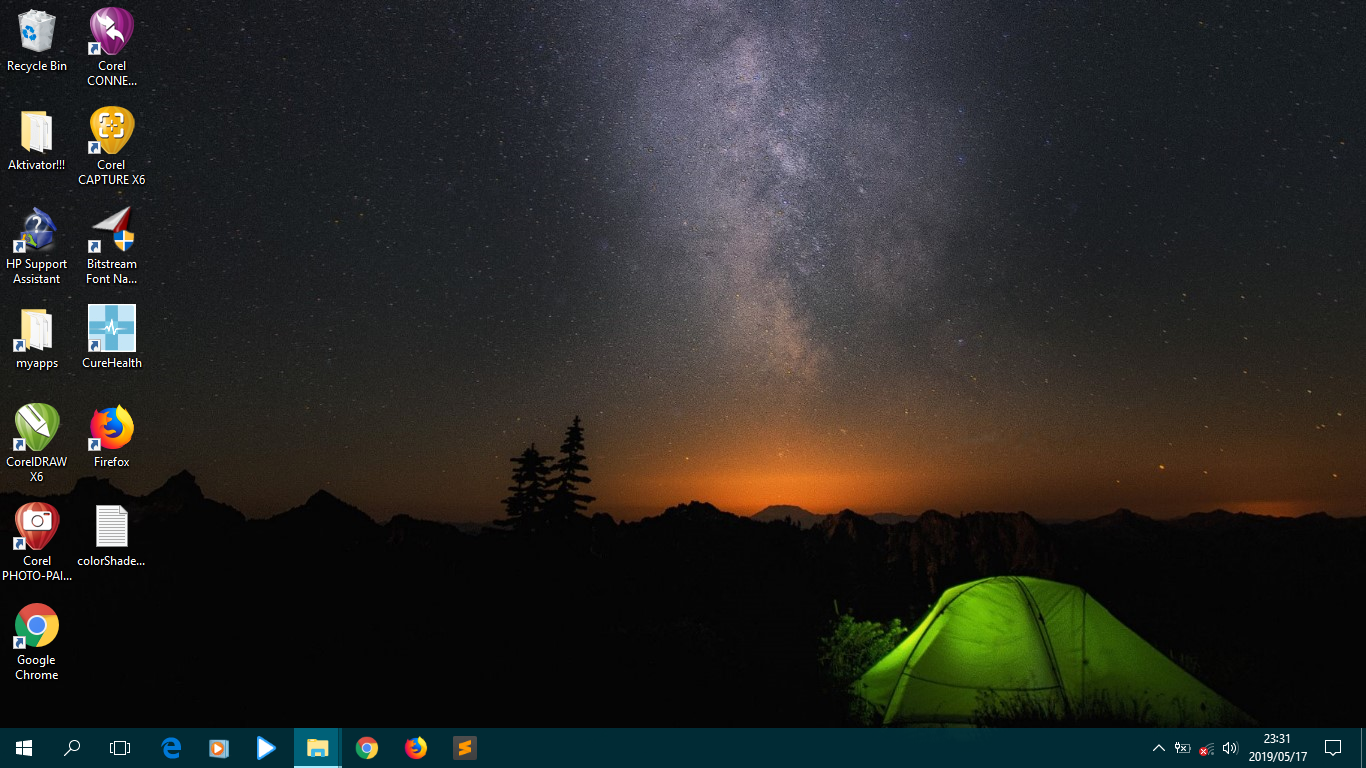 Recycle Bin
Corel
CONNE...
Aktivator!!!
Corel
CAPTURE X6
HP Support
Assistant
Bitstream
Font Na...
myapps
CureHealth
CorelDRAW
X6
Firefox
Corel
PHOTO-PAI...
colorShade...
Google
Chrome
23:31
2019/05/17